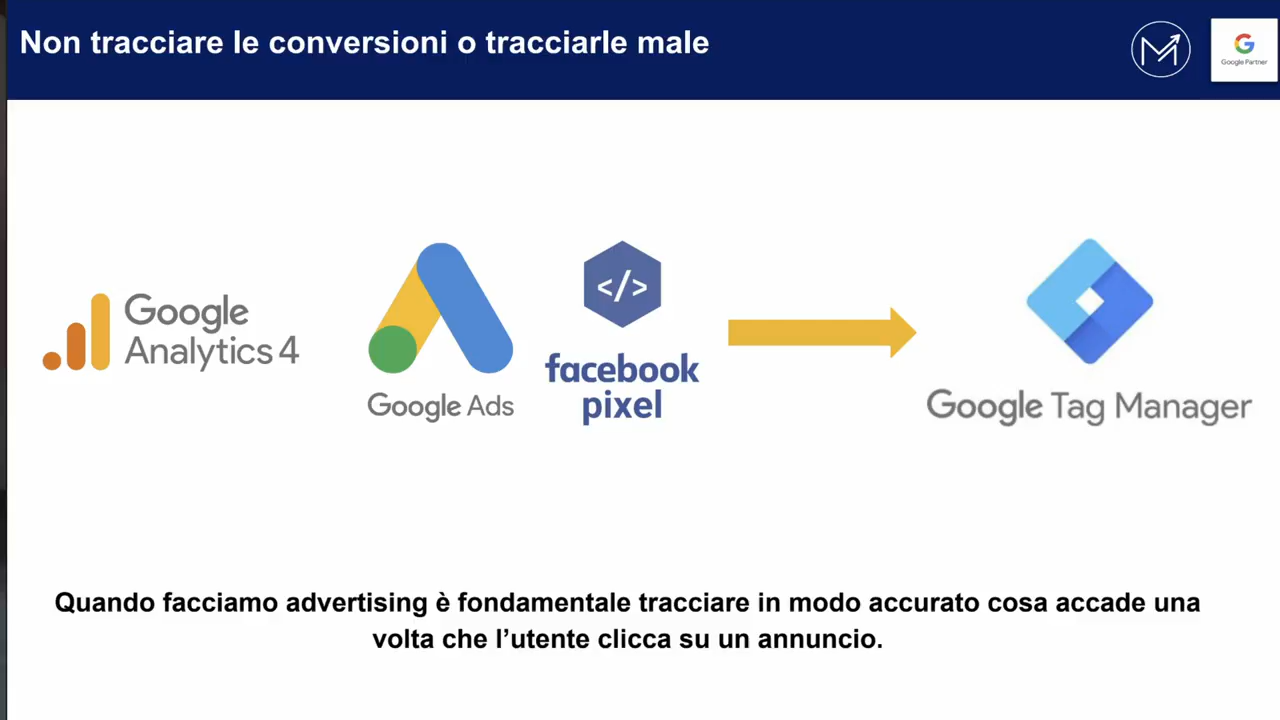 Non tracciare le conversioni o tracciarle male
Google Partner
Google
Analytics 4
Google Ads
</>
facebook
pixel
Google Tag Manager
Quando facciamo advertising è fondamentale tracciare in modo accurato cosa accade una
volta che l’utente clicca su un annuncio.